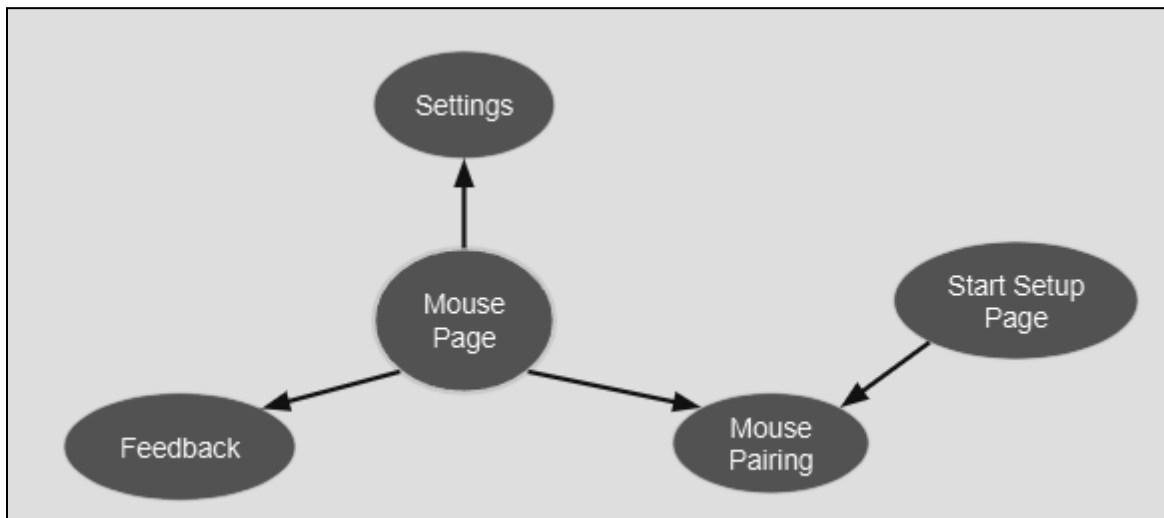 Settings
Mouse
Page
Start Setup
Page
Feedback
Mouse
Pairing